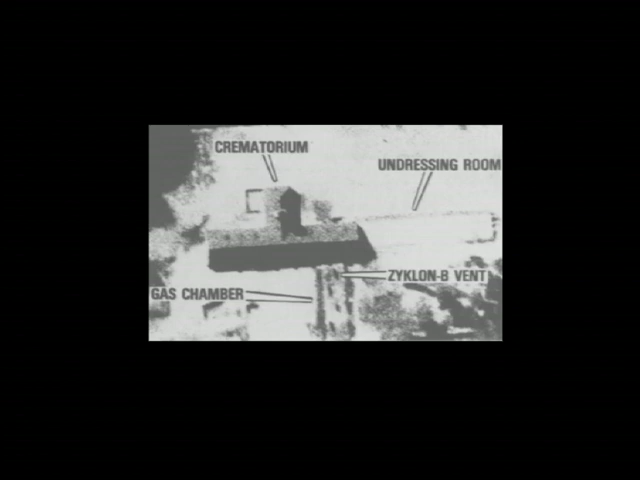 CREMATORIUM
UNDRESSING ROOM
ZYKLON-B VENT
GAS CHAMBER